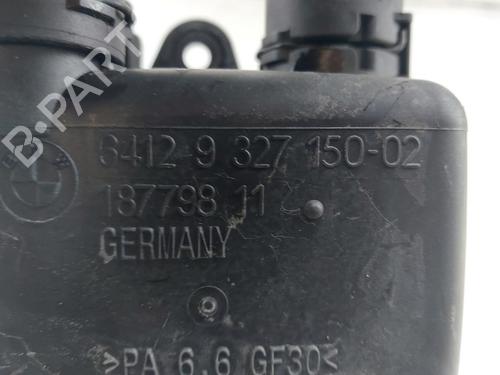 B-PART
6412 9 327 150-02
187798 11
GERMANY
>PA 6.6 GF30<